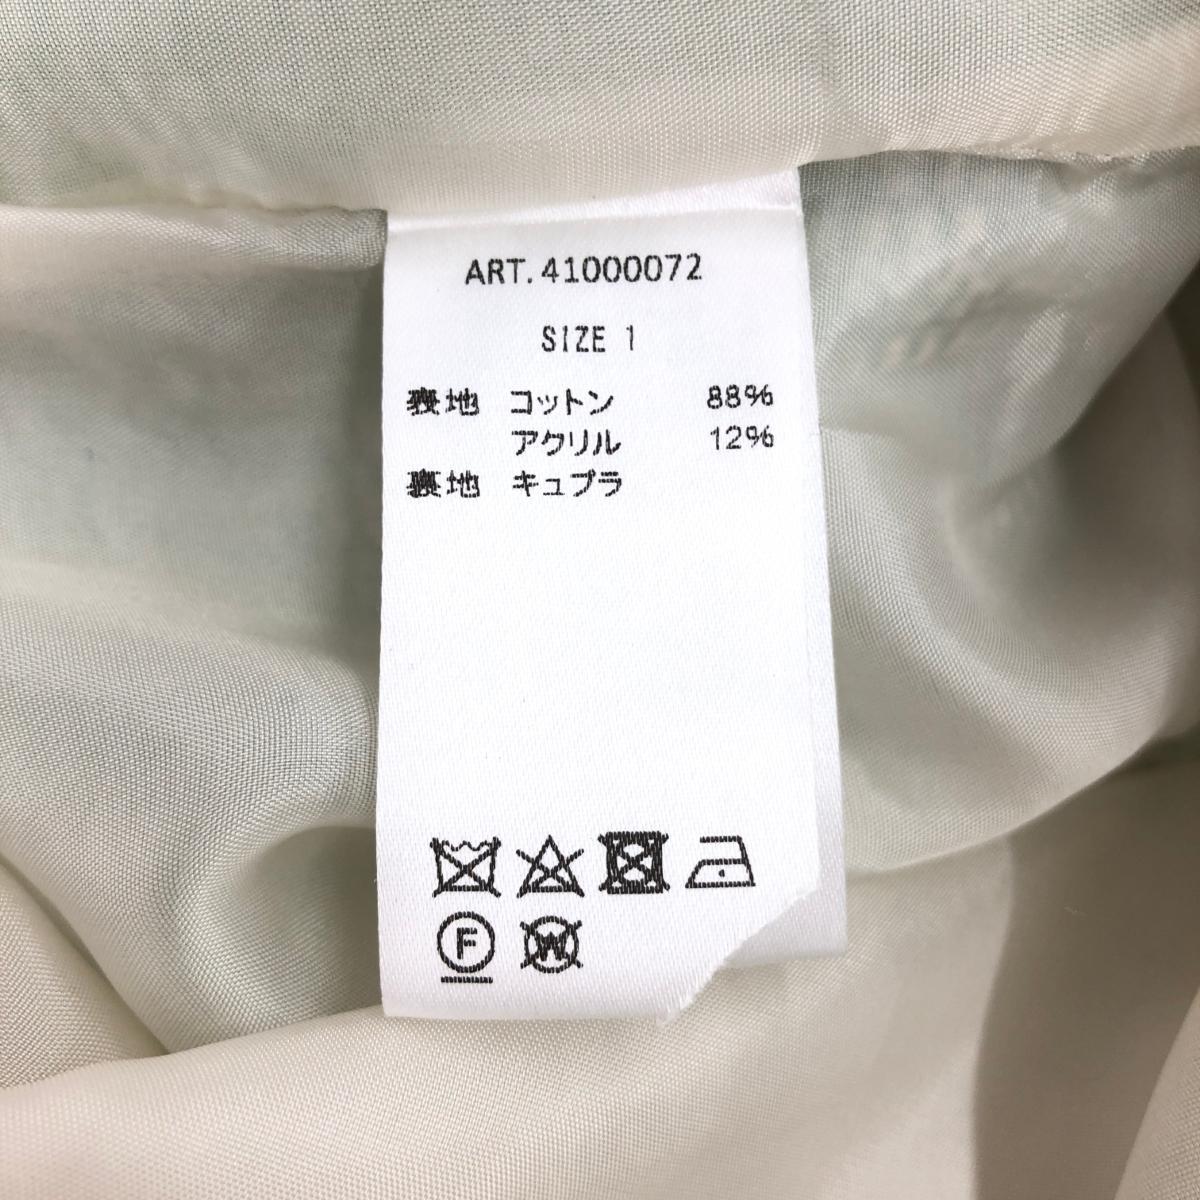 ART. 41000072
SIZE 1
表地 コットン 88%
アクリル 12%
裏地 キュプラ
F W